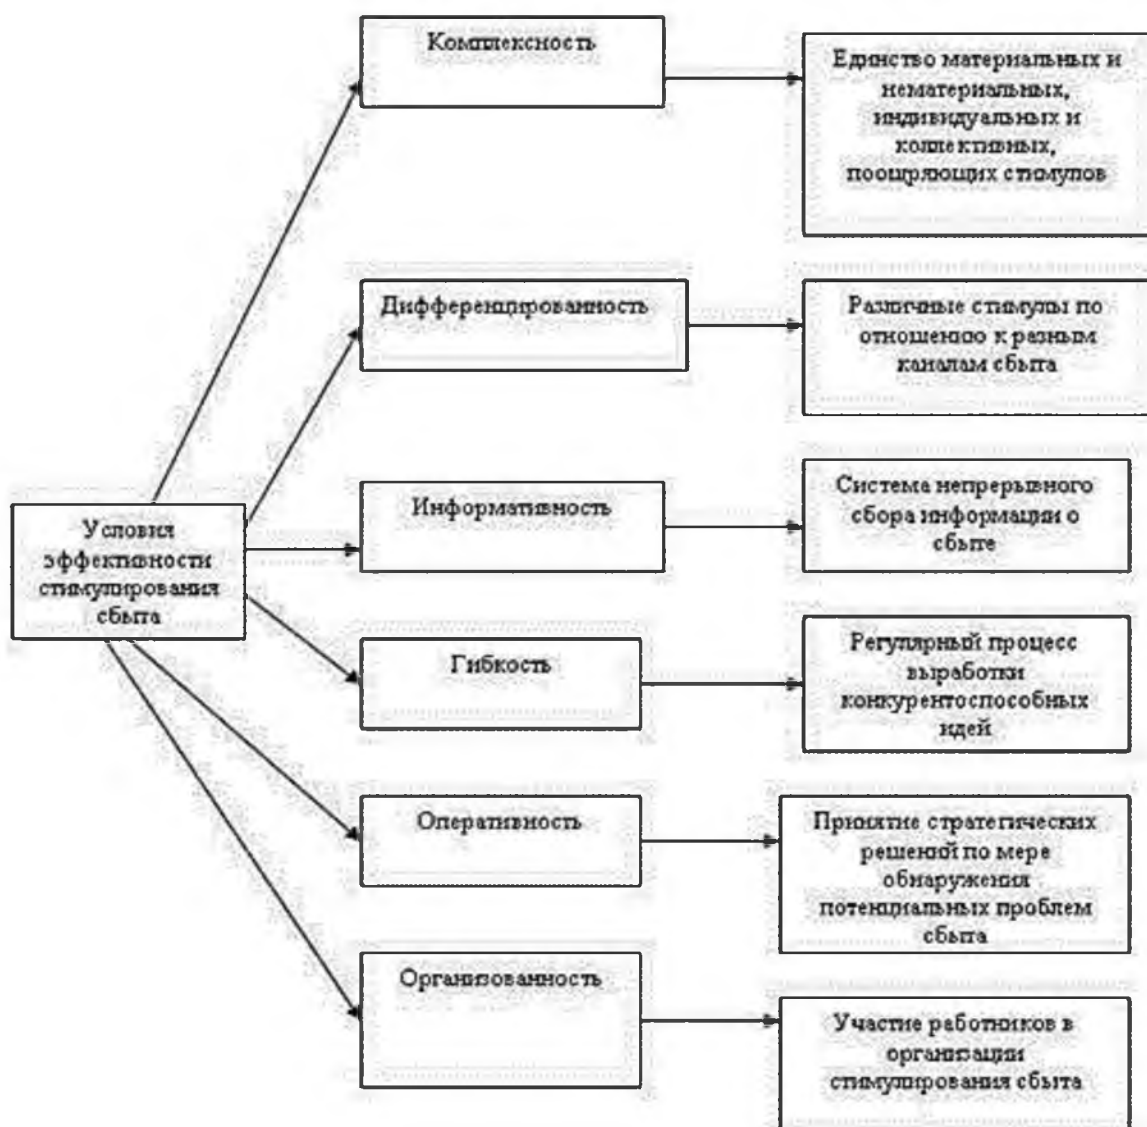 Комплексность
Единство материальных и
нематериальных,
индивидуальных и
коллективных,
поощряющих стимулов
Дифференцированность
Различные стимулы по
отношению к разным
каналам сбыта
Информативность
Система непрерывного
сбора информации о
сбыте
Условия
эффективности
стимулирования
сбыта
Гибкость
Регулярный процесс
выработки
конкурентоспособных
идей
Оперативность
Принятие стратегических
решений по мере
обнаружения
потенциальных проблем
сбыта
Организованность
Участие работников в
организации
стимулирования сбыта